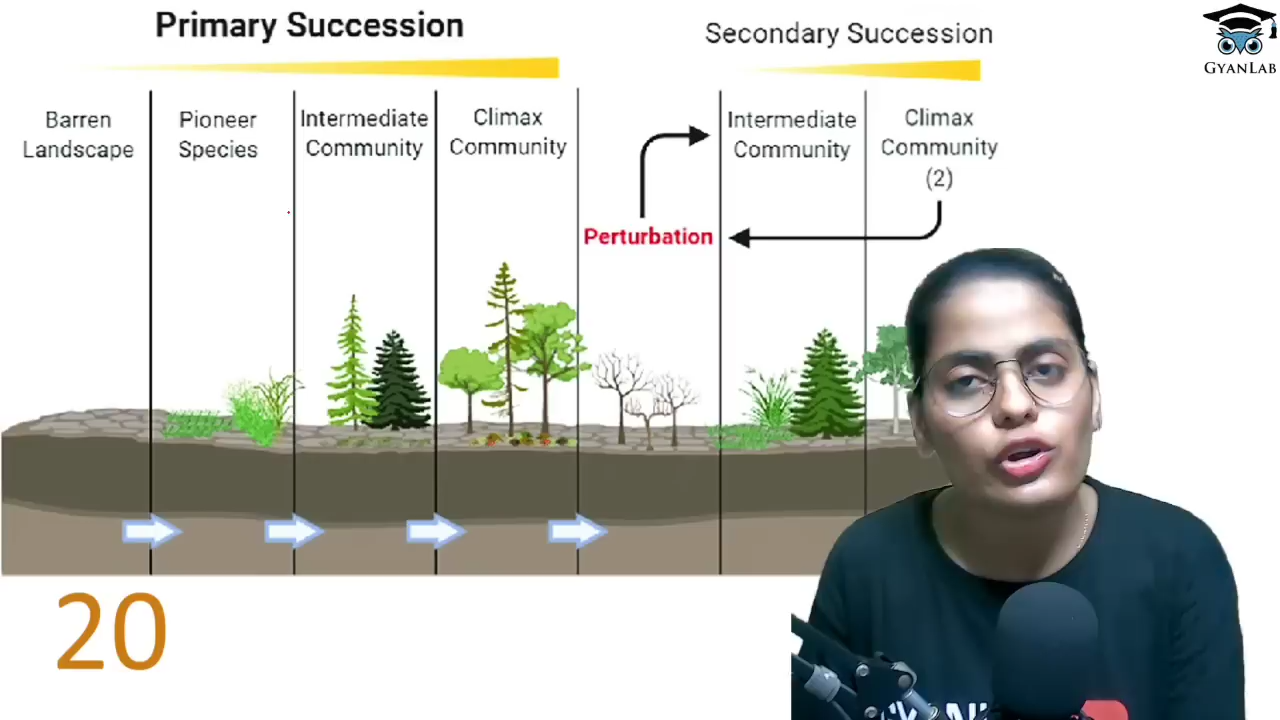 Primary Succession
Secondary Succession
GYANLAB
Barren
Landscape
Pioneer
Species
Intermediate
Community
Climax
Community
Intermediate
Community
Climax
Community
(2)
Perturbation
20